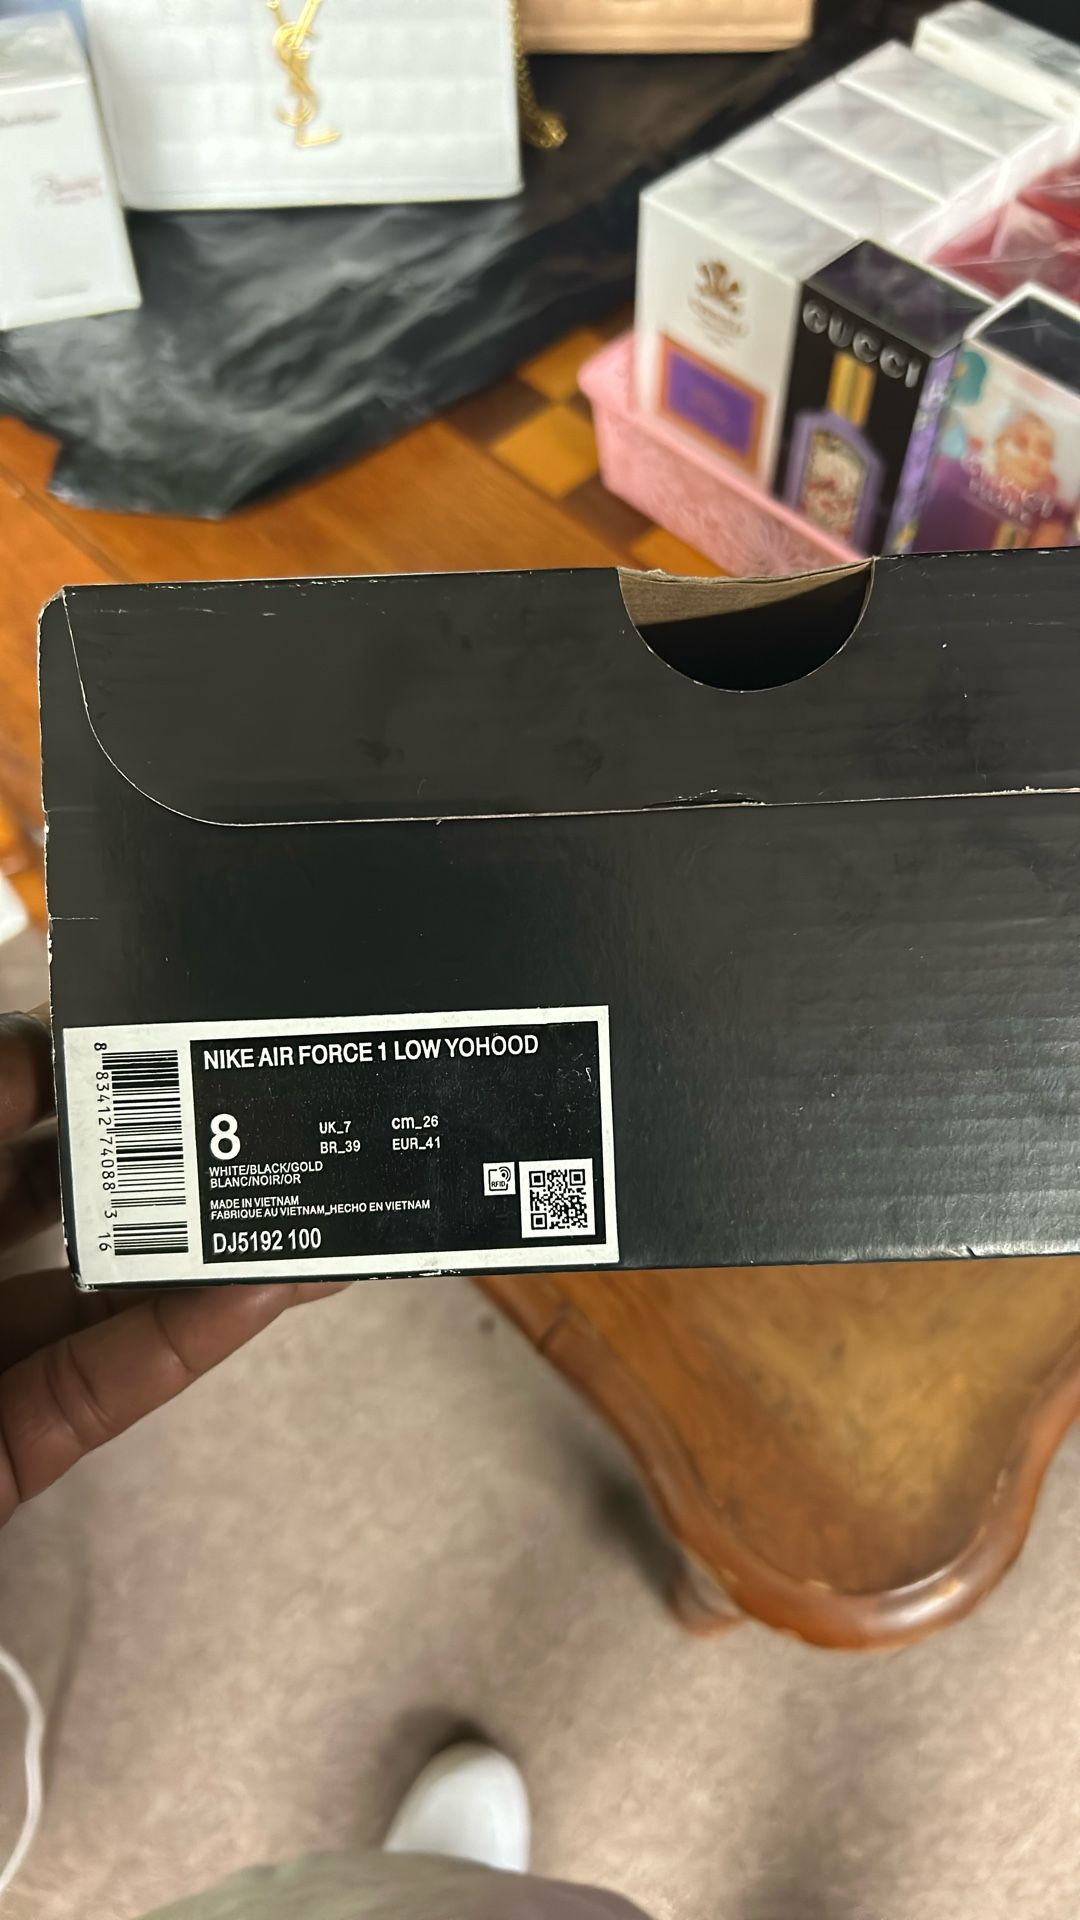 YSL
GUCCI
NIKE AIR FORCE 1 LOW YOHOOD
8
UK_7
cm_26
BR_39
EUR_41
WHITE/BLACK/GOLD
BLANC/NOIR/OR
MADE IN VIETNAM
FABRIQUE AU VIETNAM_HECHO EN VIETNAM
RFID
DJ5192 100
8 83412 74088 3 16